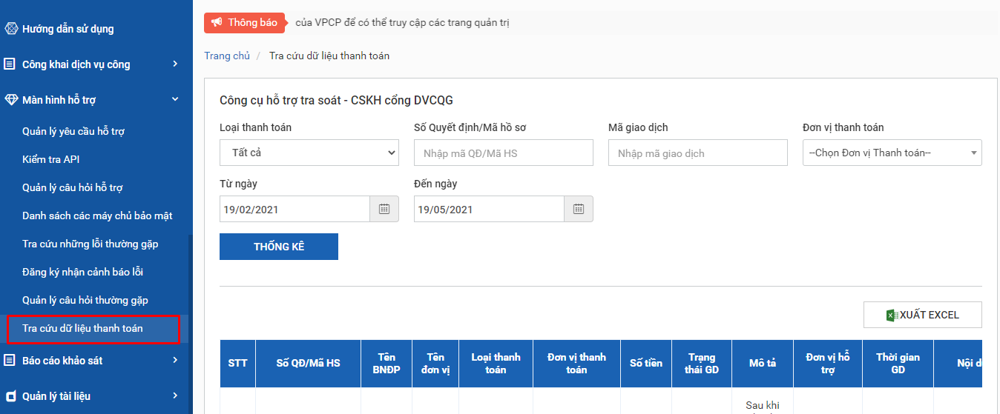 Hướng dẫn sử dụng
Công khai dịch vụ công
Màn hình hỗ trợ
Quản lý yêu cầu hỗ trợ
Kiểm tra API
Quản lý câu hỏi hỗ trợ
Danh sách các máy chủ bảo mật
Tra cứu những lỗi thường gặp
Đăng ký nhận cảnh báo lỗi
Quản lý câu hỏi thường gặp
Tra cứu dữ liệu thanh toán
Báo cáo khảo sát
Quản lý tài liệu
Thông báo của VPCP để có thể truy cập các trang quản trị
Trang chủ / Tra cứu dữ liệu thanh toán
Công cụ hỗ trợ tra soát - CSKH cổng DVCQG
Loại thanh toán Số Quyết định/Mã hồ sơ Mã giao dịch Đơn vị thanh toán
Tất cả Nhập mã QĐ/Mã HS Nhập mã giao dịch --Chọn Đơn vị Thanh toán--
Từ ngày Đến ngày
19/02/2021 19/05/2021
THỐNG KÊ
XUẤT EXCEL
STT Số QĐ/Mã HS Tên BNĐP Tên đơn vị Loại thanh toán Đơn vị thanh toán Số tiền Trạng thái GD Mô tả Đơn vị hỗ trợ Thời gian GD Nội
Sau khi